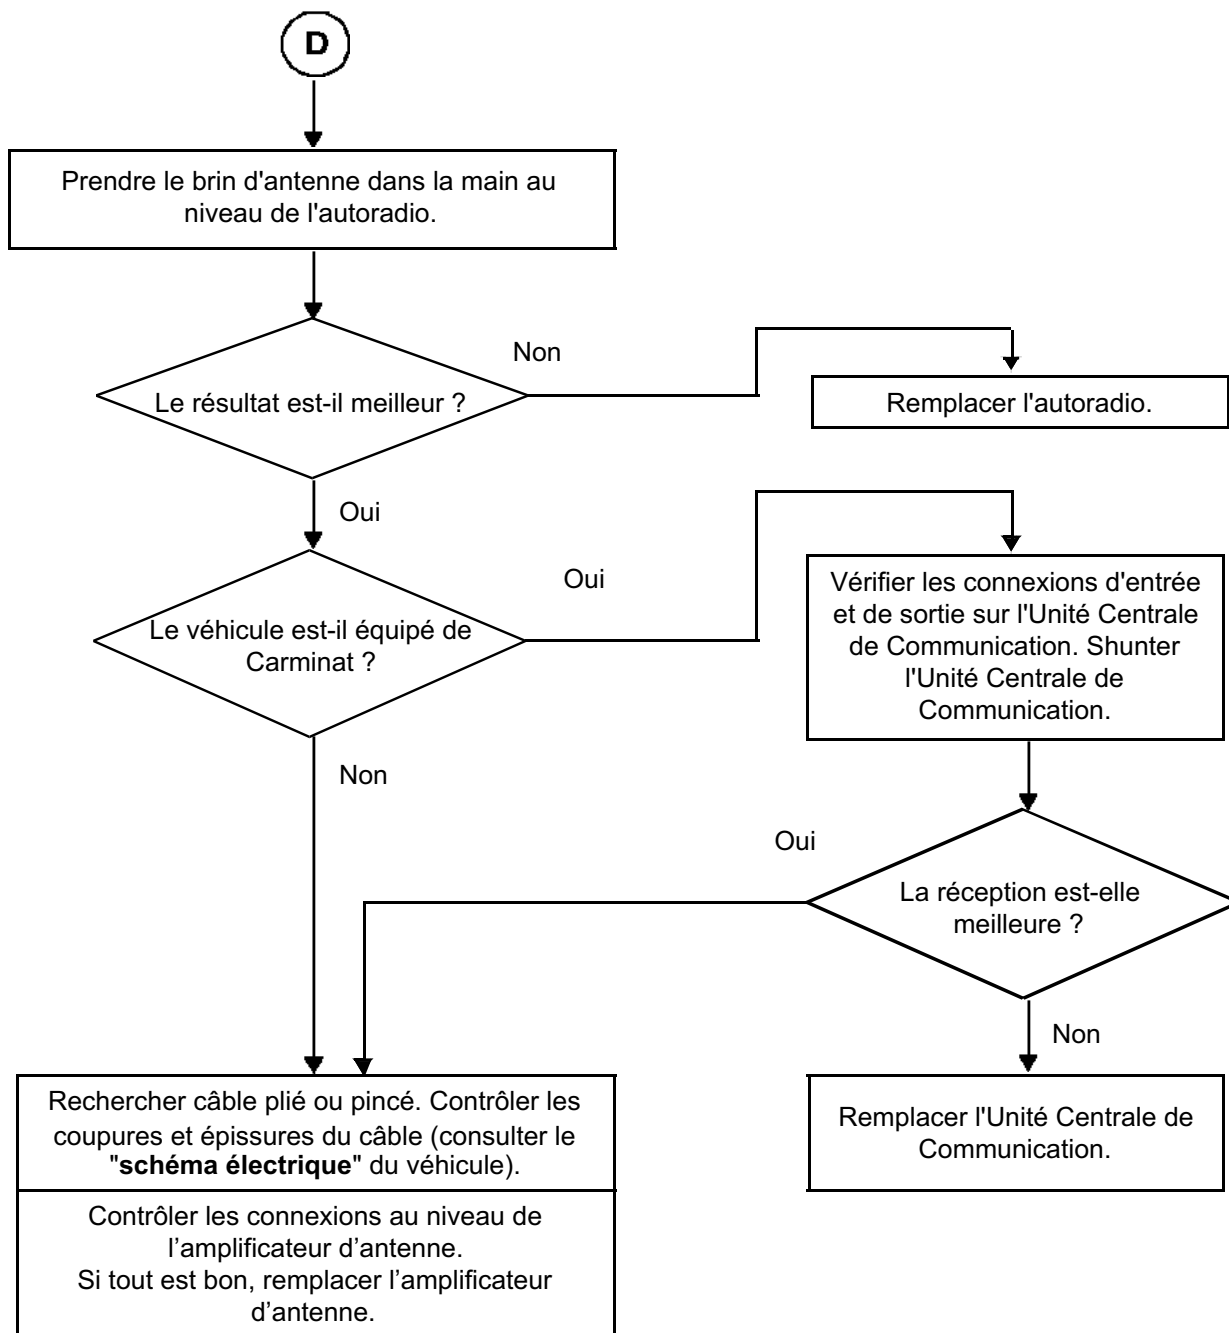 D
Prendre le brin d'antenne dans la main au
niveau de l'autoradio.
Non
Le résultat est-il meilleur ?
Remplacer l'autoradio.
Oui
Oui
Le véhicule est-il équipé de
Carminat ?
Vérifier les connexions d'entrée
et de sortie sur l'Unité Centrale
de Communication. Shunter
l'Unité Centrale de
Communication.
Non
Oui
La réception est-elle
meilleure ?
Non
Rechercher câble plié ou pincé. Contrôler les
coupures et épissures du câble (consulter le
"schéma électrique" du véhicule).
Remplacer l'Unité Centrale de
Communication.
Contrôler les connexions au niveau de
l’amplificateur d’antenne.
Si tout est bon, remplacer l’amplificateur
d’antenne.